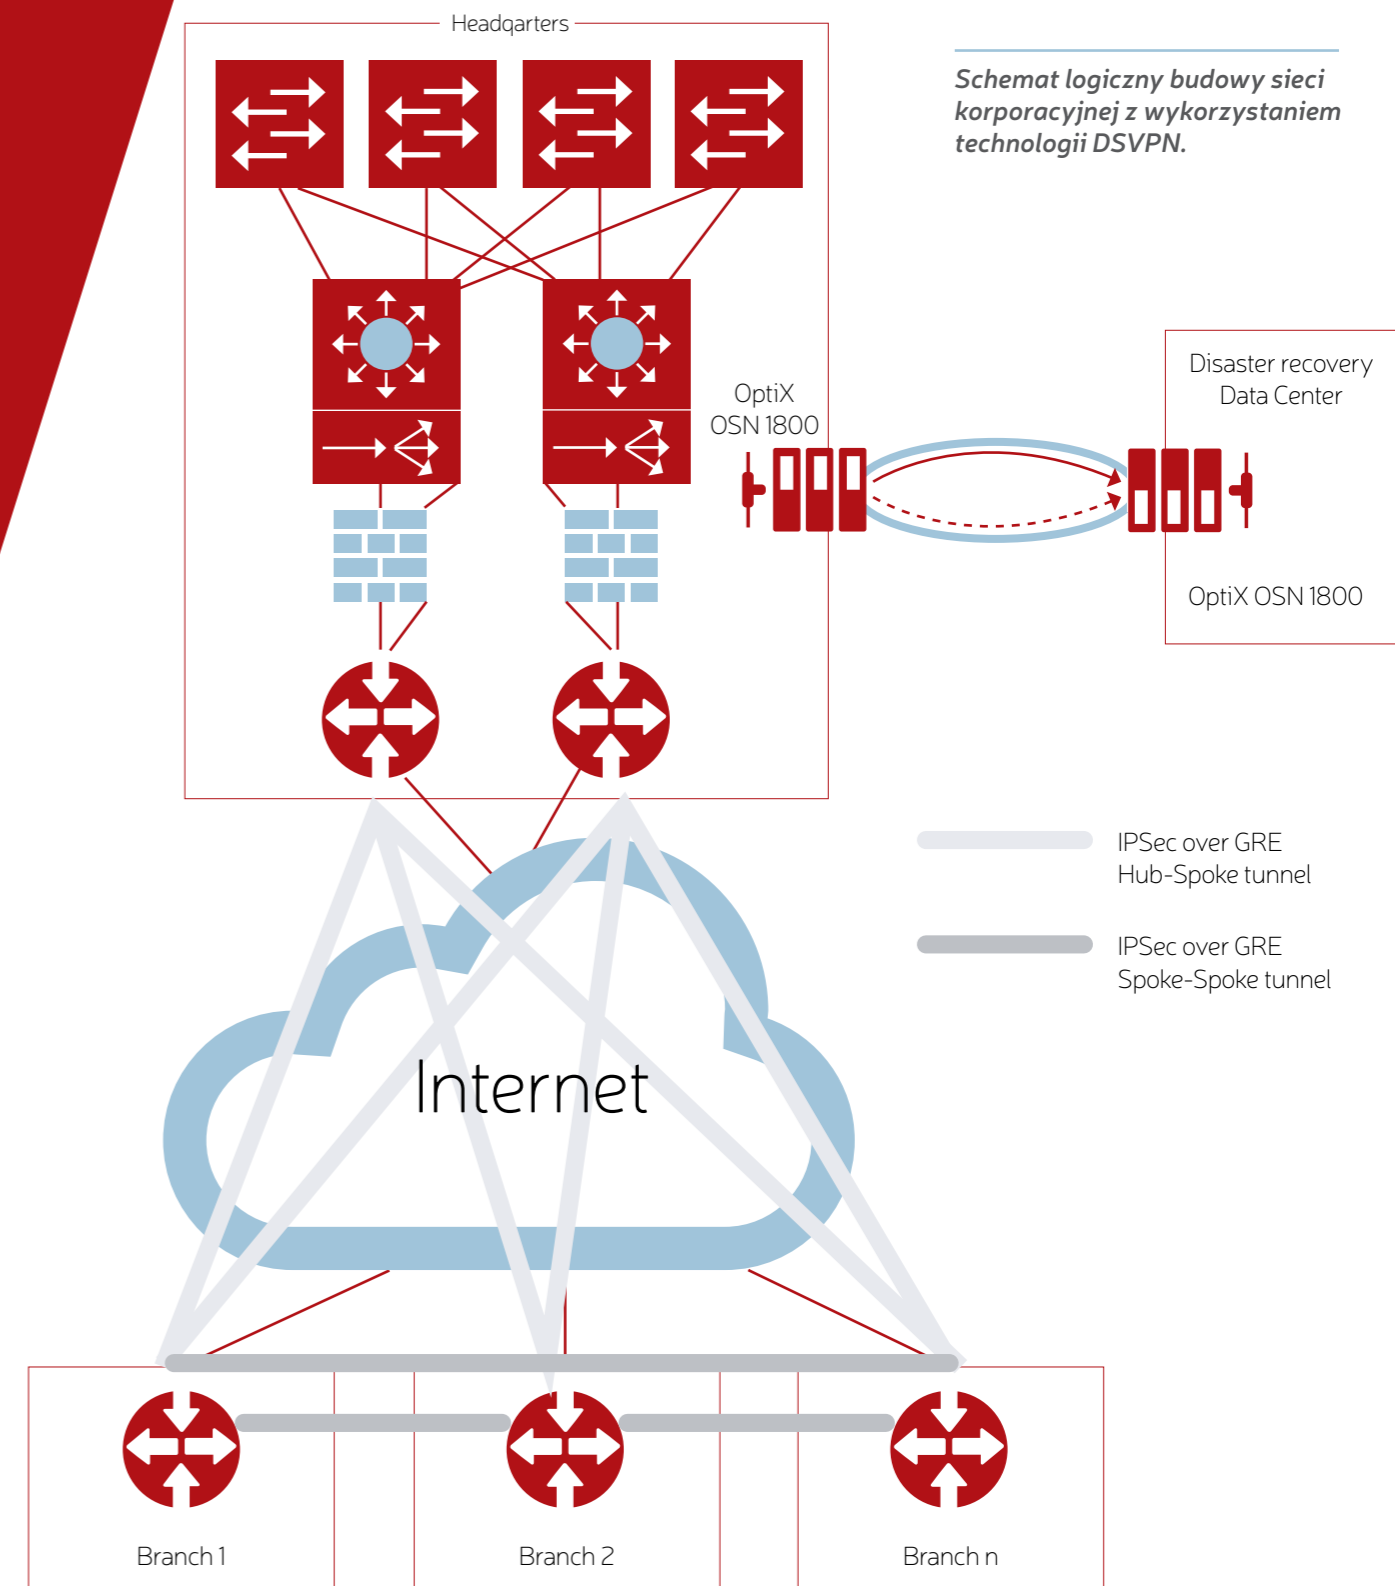 Headqarters
Schemat logiczny budowy sieci
korporacyjnej z wykorzystaniem
technologii DSVPN.
OptiX
OSN 1800
Disaster recovery
Data Center
OptiX OSN 1800
IPSec over GRE
Hub-Spoke tunnel
IPSec over GRE
Spoke-Spoke tunnel
Internet
Branch 1
Branch 2
Branch n